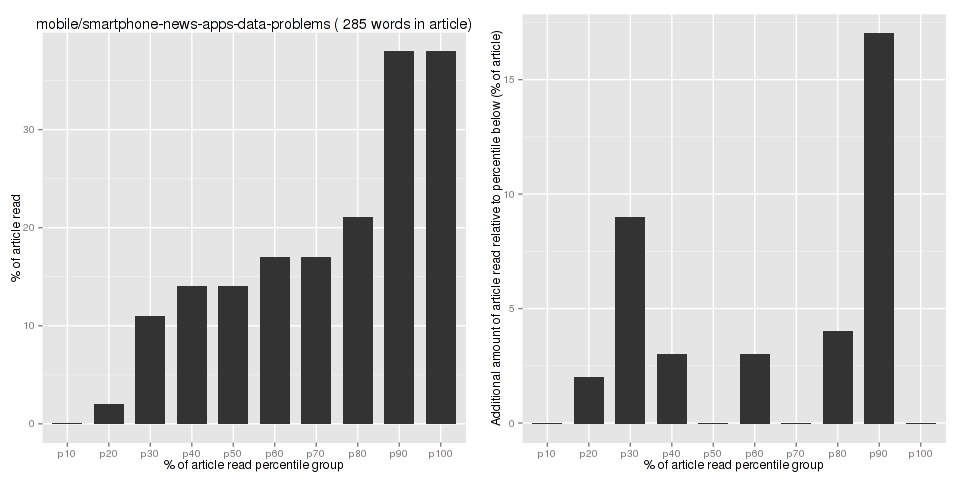 mobile/smartphone-news-apps-data-problems ( 285 words in article)
% of article read
30
20
10
0
p10 p20 p30 p40 p50 p60 p70 p80 p90 p100
% of article read percentile group
Additional amount of article read relative to percentile below (% of article)
15
10
5
0
p10 p20 p30 p40 p50 p60 p70 p80 p90 p100
% of article read percentile group